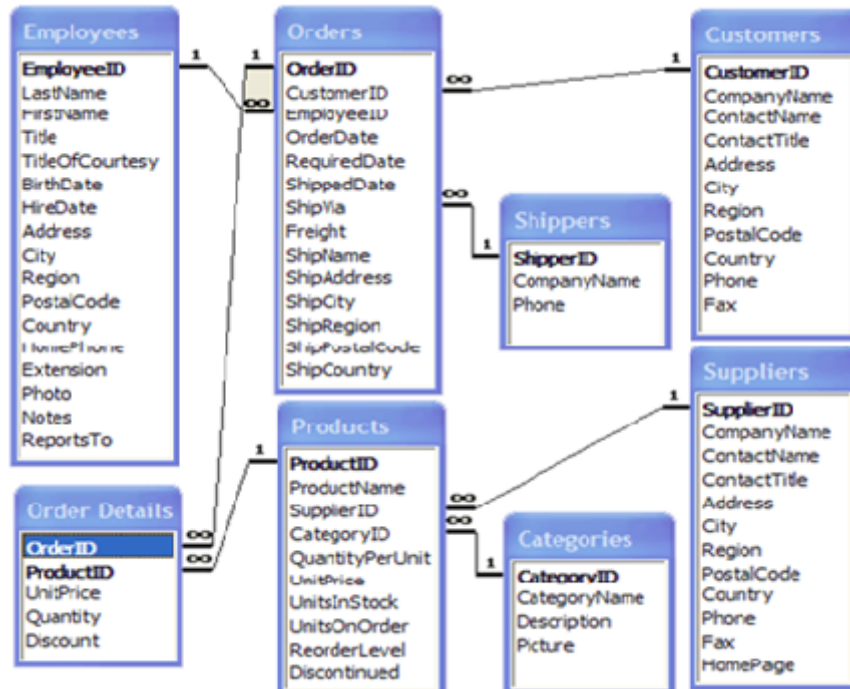 Employees
EmployeeID
LastName
FirstName
Title
TitleOfCourtesy
BirthDate
HireDate
Address
City
Region
PostalCode
Country
HomePhone
Extension
Photo
Notes
ReportsTo
1
Orders
OrderID
CustomerID
EmployeeID
OrderDate
RequiredDate
ShippedDate
ShipVia
Freight
ShipName
ShipAddress
ShipCity
ShipRegion
ShipPostalCode
ShipCountry
1
∞
∞
∞
Customers
CustomerID
CompanyName
ContactName
ContactTitle
Address
City
Region
PostalCode
Country
Phone
Fax
1
Shippers
ShipperID
CompanyName
Phone
1
Order Details
OrderID
ProductID
UnitPrice
Quantity
Discount
∞
∞
Products
ProductID
ProductName
SupplierID
CategoryID
QuantityPerUnit
UnitPrice
UnitsInStock
UnitsOnOrder
ReorderLevel
Discontinued
1
∞
∞
Categories
CategoryID
CategoryName
Description
Picture
1
Suppliers
SupplierID
CompanyName
ContactName
ContactTitle
Address
City
Region
PostalCode
Country
Phone
Fax
HomePage
1